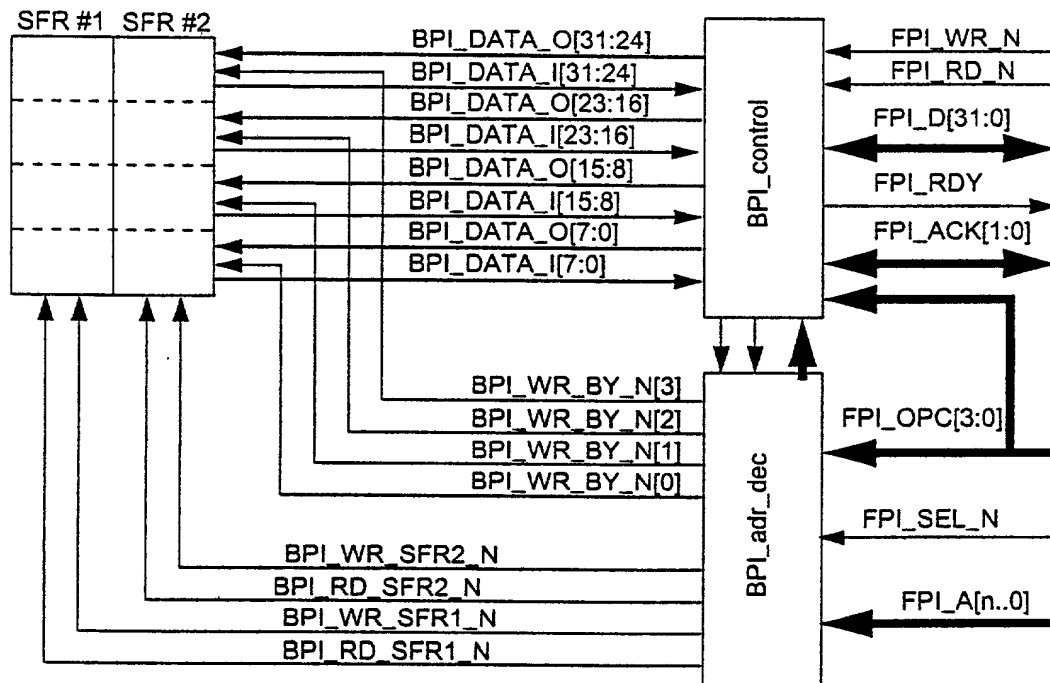 SFR #1 SFR #2
BPI_DATA_O[31:24]
BPI_DATA_I[31:24]
BPI_DATA_O[23:16]
BPI_DATA_I[23:16]
BPI_DATA_O[15:8]
BPI_DATA_I[15:8]
BPI_DATA_O[7:0]
BPI_DATA_I[7:0]
BPI_control
FPI_WR_N
FPI_RD_N
FPI_D[31:0]
FPI_RDY
FPI_ACK[1:0]
BPI_WR_BY_N[3]
BPI_WR_BY_N[2]
BPI_WR_BY_N[1]
BPI_WR_BY_N[0]
BPI_WR_SFR2_N
BPI_RD_SFR2_N
BPI_WR_SFR1_N
BPI_RD_SFR1_N
BPI_adr_dec
FPI_OPC[3:0]
FPI_SEL_N
FPI_A[n..0]